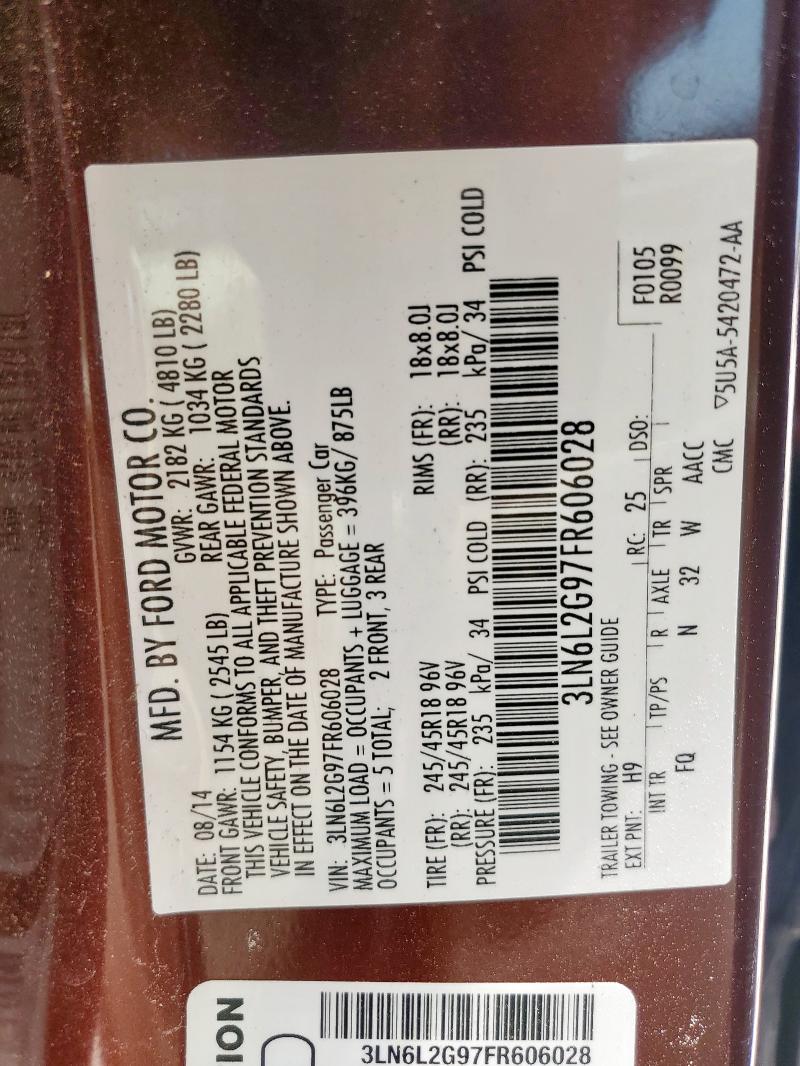 MFD. BY FORD MOTOR CO.
DATE: 08/14 GVWR: 2182 KG ( 4810 LB)
FRONT GAWR: 1154 KG ( 2545 LB) REAR GAWR: 1034 KG ( 2280 LB)
THIS VEHICLE CONFORMS TO ALL APPLICABLE FEDERAL MOTOR
VEHICLE SAFETY, BUMPER, AND THEFT PREVENTION STANDARDS
IN EFFECT ON THE DATE OF MANUFACTURE SHOWN ABOVE.
VIN: 3LN6L2G97FR606028 TYPE: Passenger Car
MAXIMUM LOAD = OCCUPANTS + LUGGAGE = 396KG/ 875LB
OCCUPANTS = 5 TOTAL; 2 FRONT, 3 REAR
TIRE (FR): 245/45R18 96V RIMS (FR): 18x8.0J
(RR): 245/45R18 96V (RR): 18x8.0J
PRESSURE (FR): 235 kPa/ 34 PSI COLD (RR): 235 kPa/ 34 PSI COLD
3LN6L2G97FR606028
TRAILER TOWING - SEE OWNER GUIDE
F0105
EXT PNT: H9 RC: 25 DSO:
R0099
INT TR TP/PS R AXLE TR SPR
FQ N 32 W AACC
CMC ▽5U5A-5420472-AA
ION
3LN6L2G97FR606028